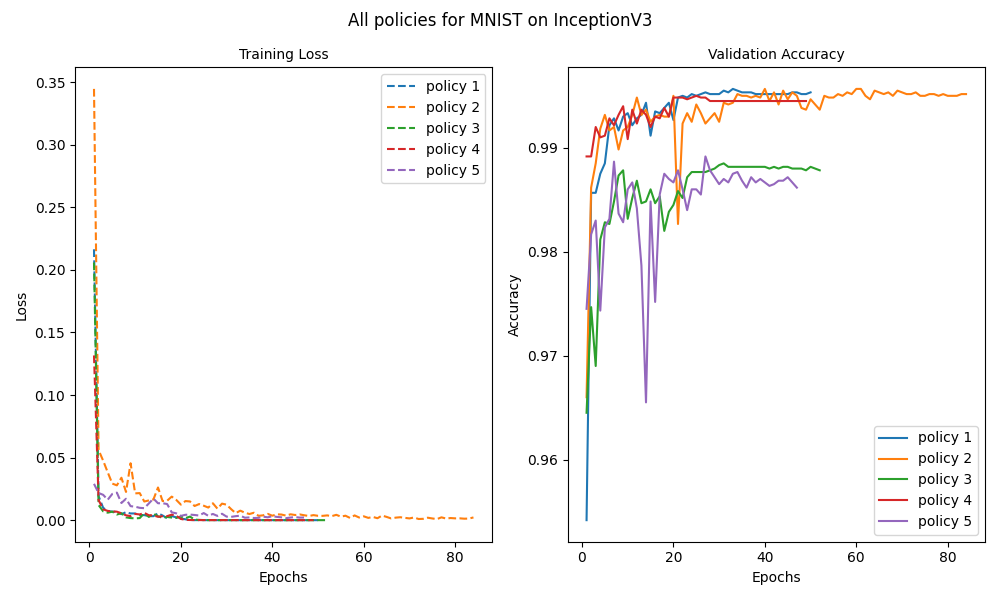 All policies for MNIST on InceptionV3
Training Loss
Loss
0.35
0.30
0.25
0.20
0.15
0.10
0.05
0.00
0
20
40
60
80
Epochs
policy 1
policy 2
policy 3
policy 4
policy 5
Validation Accuracy
Accuracy
0.99
0.98
0.97
0.96
0
20
40
60
80
Epochs
policy 1
policy 2
policy 3
policy 4
policy 5